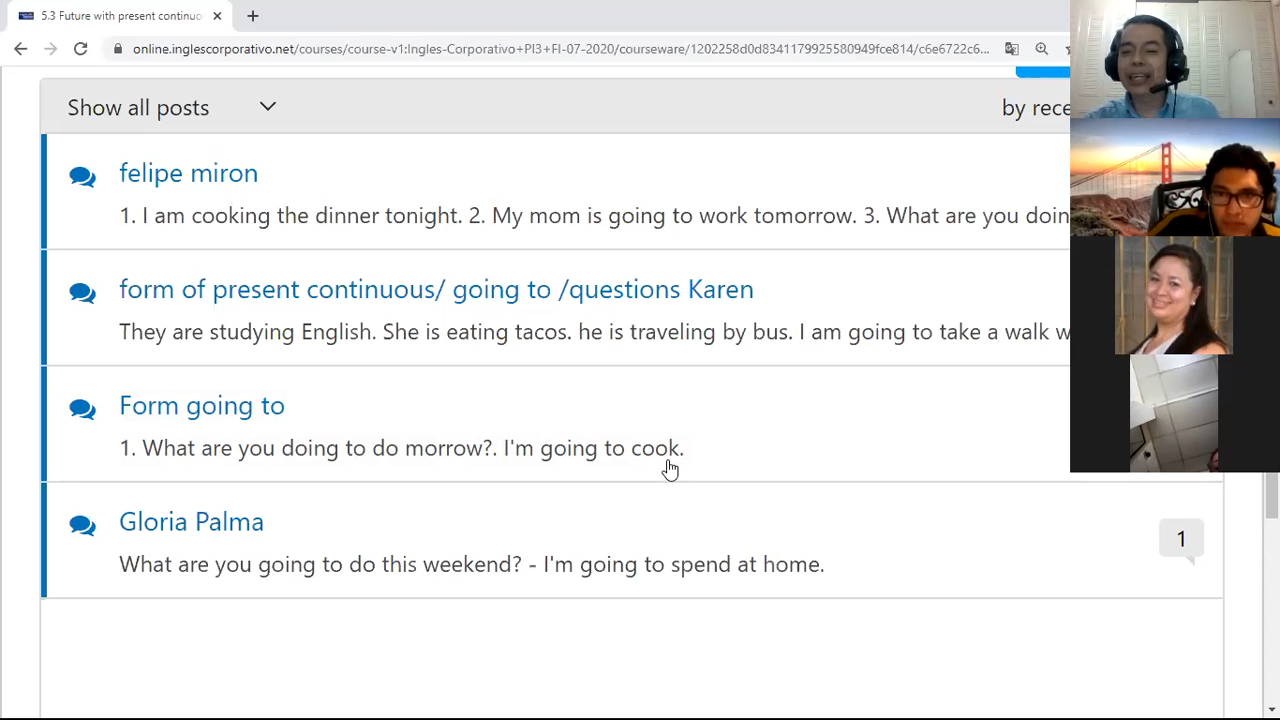 5.3 Future with present continuo
online.inglescorporativo.net/courses/course-v1:Ingles-Corporativo+PI3+FI-07-2020/courseware/1202258d0d8341179925580949fce814/c6e6722c6...
Show all posts
by rece
felipe miron
1. I am cooking the dinner tonight. 2. My mom is going to work tomorrow. 3. What are you doin
form of present continuous/ going to /questions Karen
They are studying English. She is eating tacos. he is traveling by bus. I am going to take a walk w
Form going to
1. What are you doing to do morrow?. I'm going to cook.
Gloria Palma
1
What are you going to do this weekend? - I'm going to spend at home.